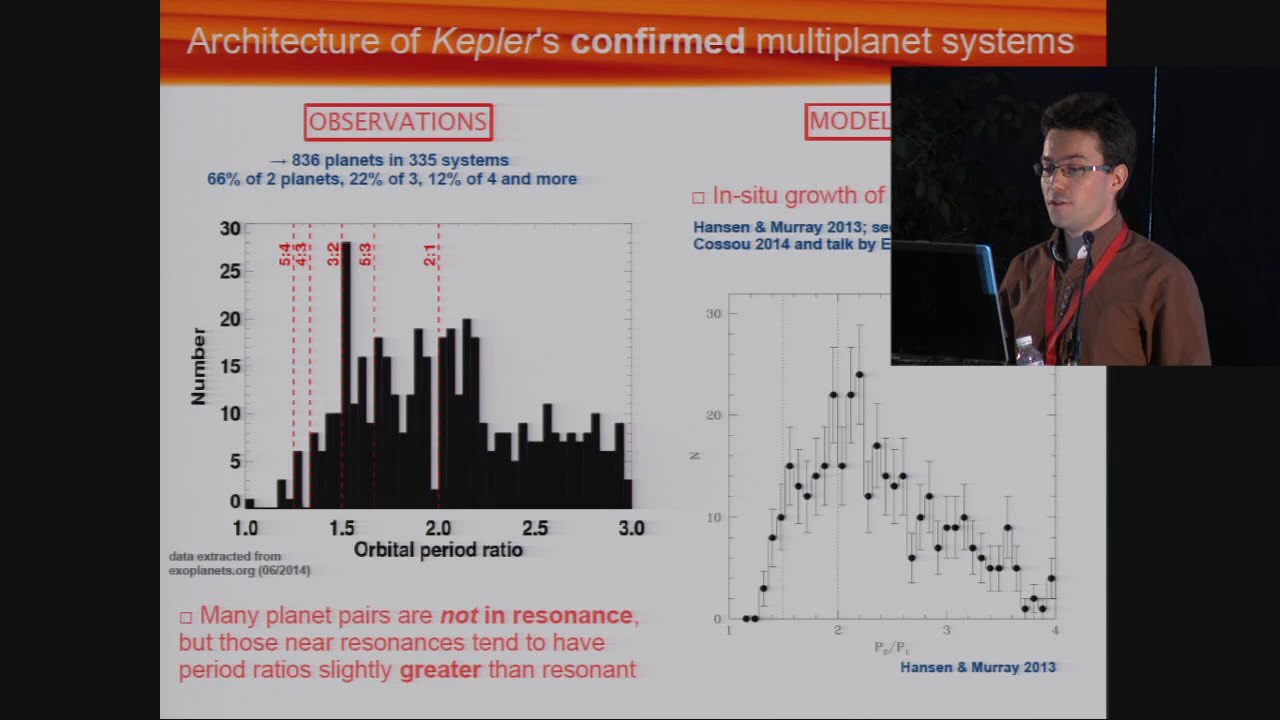 Architecture of Kepler's confirmed multiplanet systems
OBSERVATIONS
→ 836 planets in 335 systems
66% of 2 planets, 22% of 3, 12% of 4 and more
30
25
20
15
10
5
0
Number
5:4
4:3
3:2
5:3
2:1
1.0 1.5 2.0 2.5 3.0
Orbital period ratio
data extracted from
exoplanets.org (06/2014)
□ Many planet pairs are not in resonance,
but those near resonances tend to have
period ratios slightly greater than resonant
MODEL
□ In-situ growth of
Hansen & Murray 2013; see
Cossou 2014 and talk by E
30
20
10
0
N
1 2 3 4
P₂/P₁
Hansen & Murray 2013